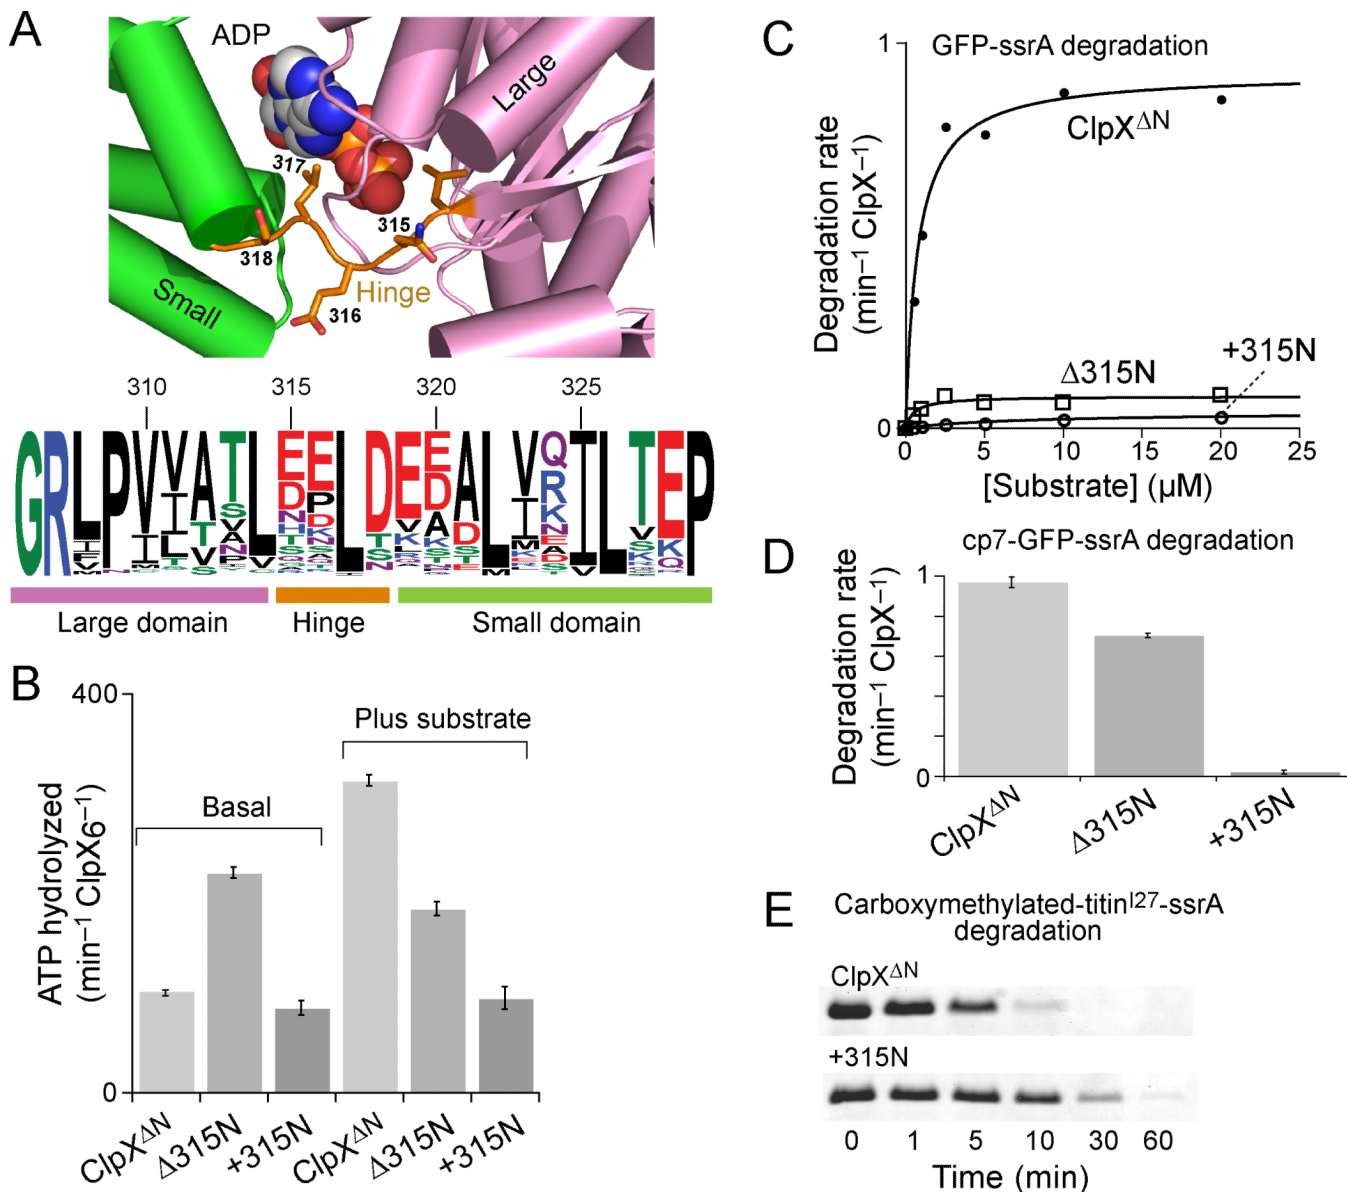 A
ADP
Large
317
315
318
316
Hinge
Small
310
315
320
325
Large domain
Hinge
Small domain
B
400
Plus substrate
Basal
ATP hydrolyzed
(min⁻¹ ClpX6⁻¹)
0
ClpX^ΔN
Δ315N
+315N
ClpX^ΔN
Δ315N
+315N
C
1
GFP-ssrA degradation
ClpX^ΔN
+315N
Δ315N
Degradation rate
(min⁻¹ ClpX⁻¹)
0
0 5 10 15 20 25
[Substrate] (µM)
D
cp7-GFP-ssrA degradation
1
Degradation rate
(min⁻¹ ClpX⁻¹)
0
ClpX^ΔN
Δ315N
+315N
E
Carboxymethylated-titin^I27-ssrA
degradation
ClpX^ΔN
+315N
0 1 5 10 30 60
Time (min)